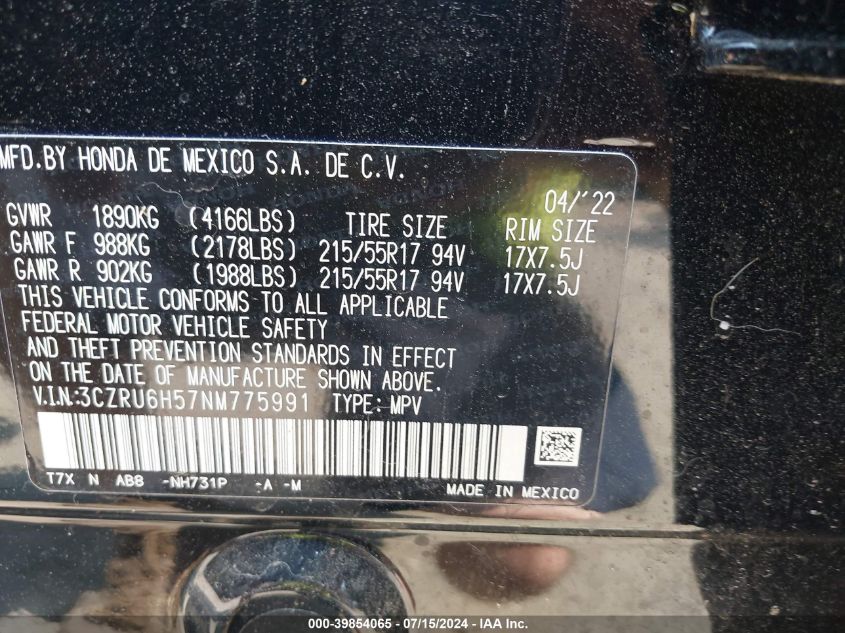 MFD.BY HONDA DE MEXICO S.A. DE C.V.
04/'22
GVWR 1890KG (4166LBS) TIRE SIZE RIM SIZE
GAWR F 988KG (2178LBS) 215/55R17 94V 17X7.5J
GAWR R 902KG (1988LBS) 215/55R17 94V 17X7.5J
THIS VEHICLE CONFORMS TO ALL APPLICABLE
FEDERAL MOTOR VEHICLE SAFETY
AND THEFT PREVENTION STANDARDS IN EFFECT
ON THE DATE OF MANUFACTURE SHOWN ABOVE.
V.I.N:3CZRU6H57NM775991 TYPE: MPV
T7X N AB8 -NH731P -A -M
MADE IN MEXICO
000-39854065 - 07/15/2024 - IAA Inc.